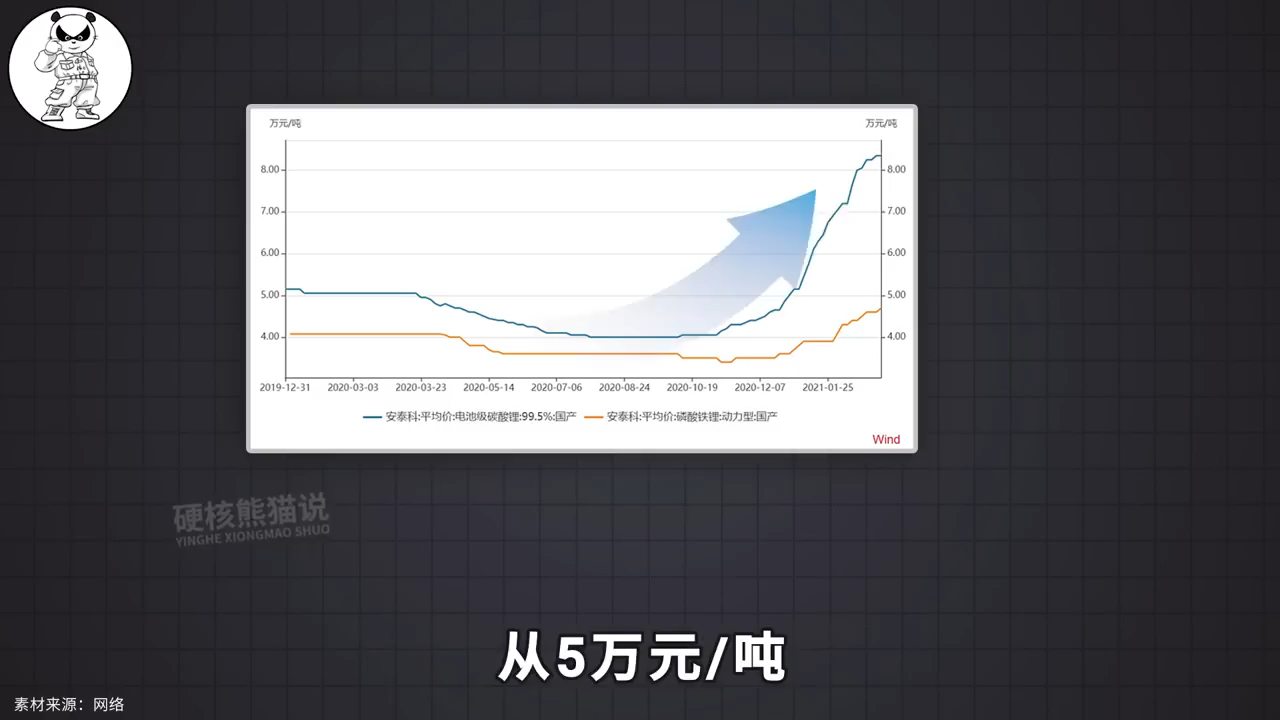 万元/吨 万元/吨
8.00 8.00
7.00 7.00
6.00 6.00
5.00 5.00
4.00 4.00
2019-12-31 2020-03-03 2020-03-23 2020-05-14 2020-07-06 2020-08-24 2020-10-19 2020-12-07 2021-01-25
安泰科:平均价:电池级碳酸锂:99.5%:国产 安泰科:平均价:磷酸铁锂:动力型:国产
Wind
硬核熊猫说
YINGHE XIONGMAO SHUO
从5万元/吨
素材来源：网络